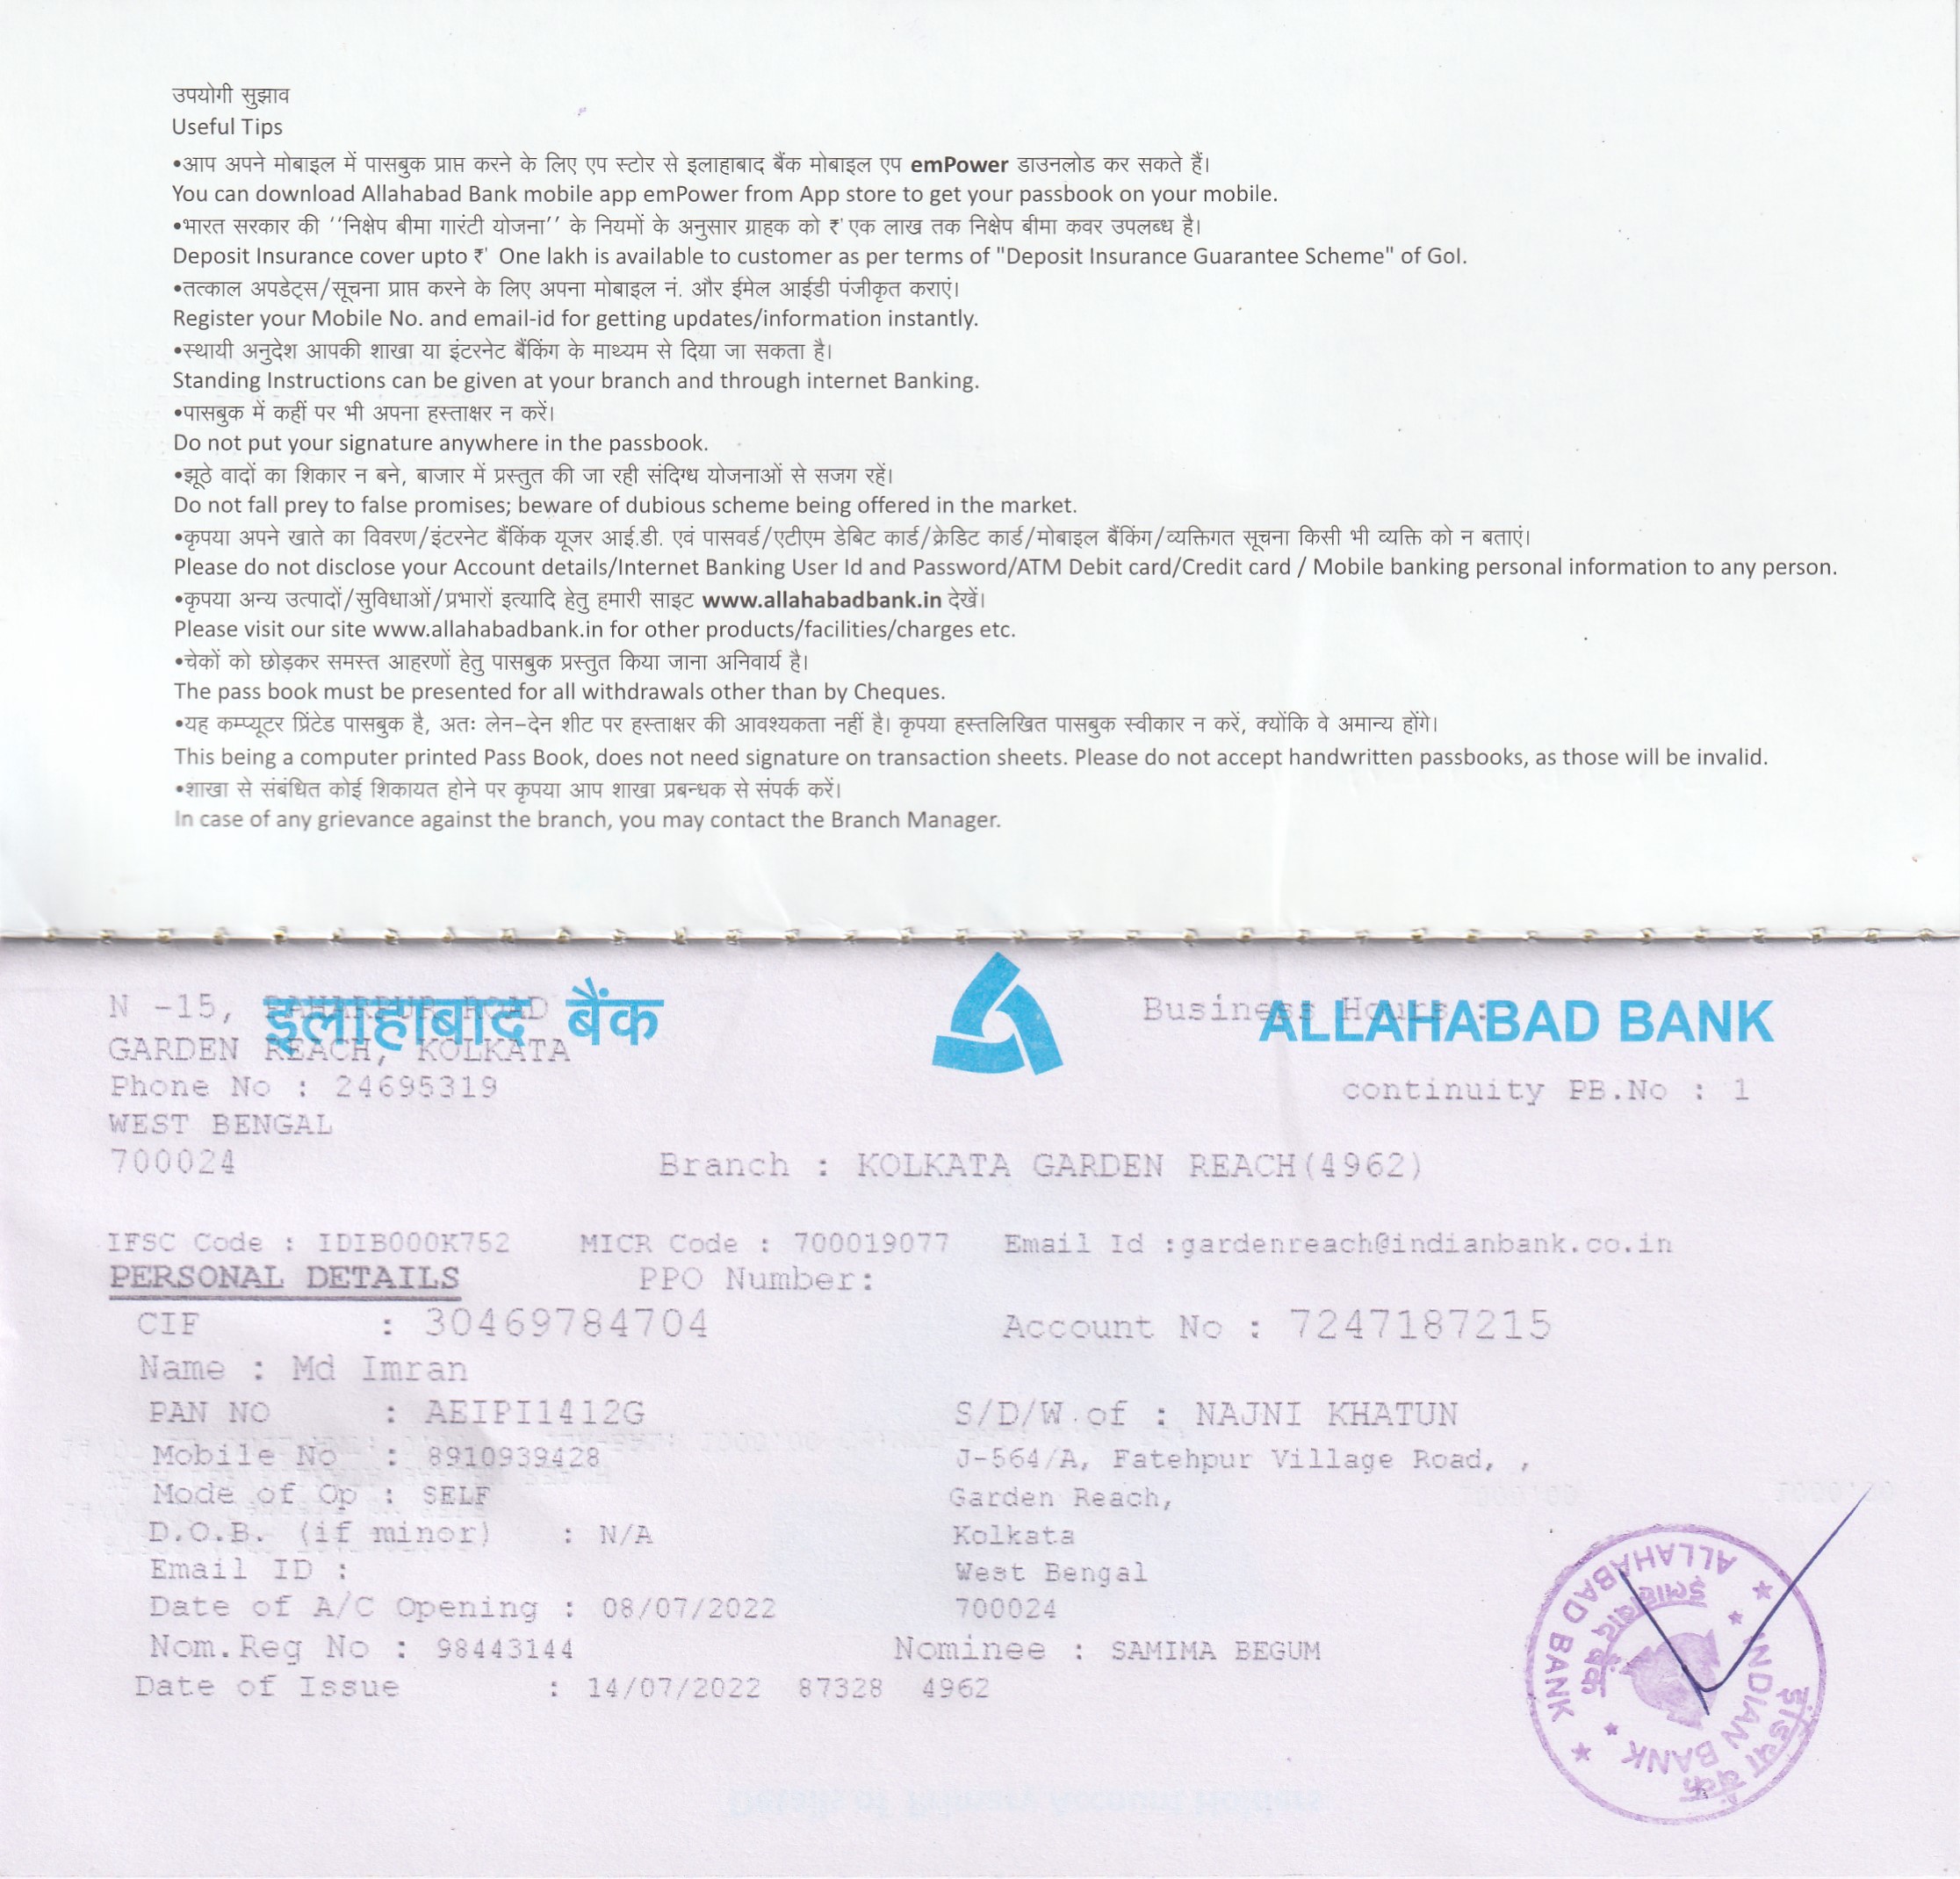 उपयोगी सुझाव
Useful Tips
•आप अपने मोबाइल में पासबुक प्राप्त करने के लिए एप स्टोर से इलाहाबाद बैंक मोबाइल एप emPower डाउनलोड कर सकते हैं।
You can download Allahabad Bank mobile app emPower from App store to get your passbook on your mobile.
•भारत सरकार की ''निक्षेप बीमा गारंटी योजना'' के नियमों के अनुसार ग्राहक को ₹' एक लाख तक निक्षेप बीमा कवर उपलब्ध है।
Deposit Insurance cover upto ₹' One lakh is available to customer as per terms of "Deposit Insurance Guarantee Scheme" of GoI.
•तत्काल अपडेट्स/सूचना प्राप्त करने के लिए अपना मोबाइल नं. और ईमेल आईडी पंजीकृत कराएं।
Register your Mobile No. and email-id for getting updates/information instantly.
•स्थायी अनुदेश आपकी शाखा या इंटरनेट बैंकिंग के माध्यम से दिया जा सकता है।
Standing Instructions can be given at your branch and through internet Banking.
•पासबुक में कहीं पर भी अपना हस्ताक्षर न करें।
Do not put your signature anywhere in the passbook.
•झूठे वादों का शिकार न बने, बाजार में प्रस्तुत की जा रही संदिग्ध योजनाओं से सजग रहें।
Do not fall prey to false promises; beware of dubious scheme being offered in the market.
•कृपया अपने खाते का विवरण/इंटरनेट बैंकिंक यूजर आई.डी. एवं पासवर्ड/एटीएम डेबिट कार्ड/क्रेडिट कार्ड/मोबाइल बैंकिंग/व्यक्तिगत सूचना किसी भी व्यक्ति को न बताएं।
Please do not disclose your Account details/Internet Banking User Id and Password/ATM Debit card/Credit card / Mobile banking personal information to any person.
•कृपया अन्य उत्पादों/सुविधाओं/प्रभारों इत्यादि हेतु हमारी साइट www.allahabadbank.in देखें।
Please visit our site www.allahabadbank.in for other products/facilities/charges etc.
•चेकों को छोड़कर समस्त आहरणों हेतु पासबुक प्रस्तुत किया जाना अनिवार्य है।
The pass book must be presented for all withdrawals other than by Cheques.
•यह कम्प्यूटर प्रिंटेड पासबुक है, अतः लेन-देन शीट पर हस्ताक्षर की आवश्यकता नहीं है। कृपया हस्तलिखित पासबुक स्वीकार न करें, क्योंकि वे अमान्य होंगे।
This being a computer printed Pass Book, does not need signature on transaction sheets. Please do not accept handwritten passbooks, as those will be invalid.
•शाखा से संबंधित कोई शिकायत होने पर कृपया आप शाखा प्रबन्धक से संपर्क करें।
In case of any grievance against the branch, you may contact the Branch Manager.
इलाहाबाद बैंक ALLAHABAD BANK
N -15, PAHARPUR ROAD Business Hours :
GARDEN REACH, KOLKATA
Phone No : 24695319 continuity PB.No : 1
WEST BENGAL
700024 Branch : KOLKATA GARDEN REACH(4962)
IFSC Code : IDIB000K752 MICR Code : 700019077 Email Id :gardenreach@indianbank.co.in
PERSONAL DETAILS PPO Number:
CIF : 30469784704 Account No : 7247187215
Name : Md Imran
PAN NO : AEIPI1412G S/D/W.of : NAJNI KHATUN
Mobile No : 8910939428 J-564/A, Fatehpur Village Road, ,
Mode of Op : SELF Garden Reach,
D.O.B. (if minor) : N/A Kolkata
Email ID : West Bengal
Date of A/C Opening : 08/07/2022 700024
Nom.Reg No : 98443144 Nominee : SAMIMA BEGUM
Date of Issue : 14/07/2022 87328 4962
ALLAHABAD BANK
इलाहाबाद बैंक
INDIAN BANK
इंडियन बैंक